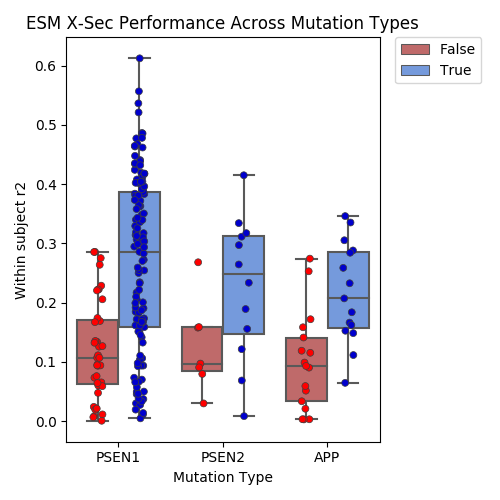 ESM X-Sec Performance Across Mutation Types
False
True
0.6
0.5
0.4
0.3
0.2
0.1
0.0
Within subject r2
PSEN1 PSEN2 APP
Mutation Type